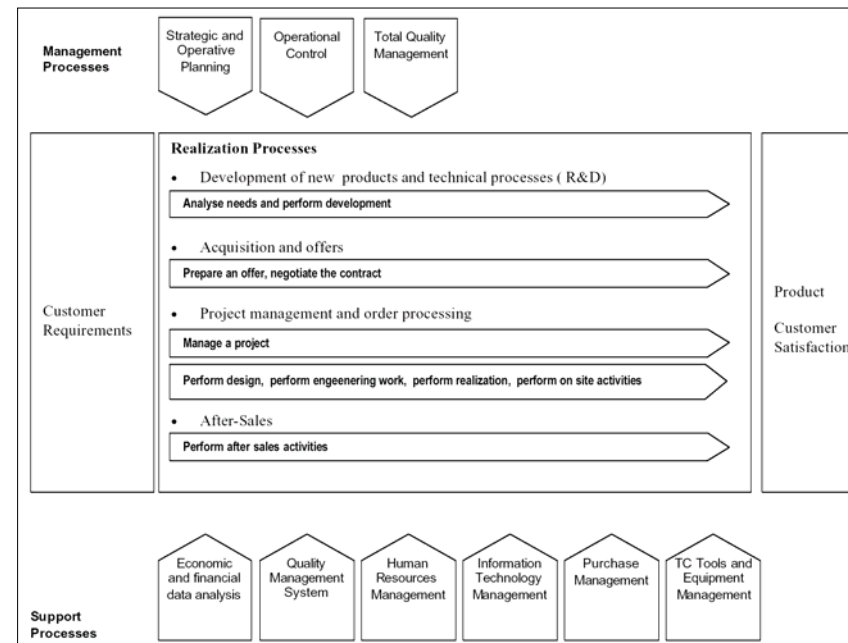 Management
Processes
Strategic and
Operative
Planning
Operational
Control
Total Quality
Management
Customer
Requirements
Realization Processes
• Development of new products and technical processes ( R&D)
Analyse needs and perform development
• Acquisition and offers
Prepare an offer, negotiate the contract
• Project management and order processing
Manage a project
Perform design, perform engeenering work, perform realization, perform on site activities
• After-Sales
Perform after sales activities
Product
Customer
Satisfaction
Support
Processes
Economic
and financial
data analysis
Quality
Management
System
Human
Resources
Management
Information
Technology
Management
Purchase
Management
TC Tools and
Equipment
Management